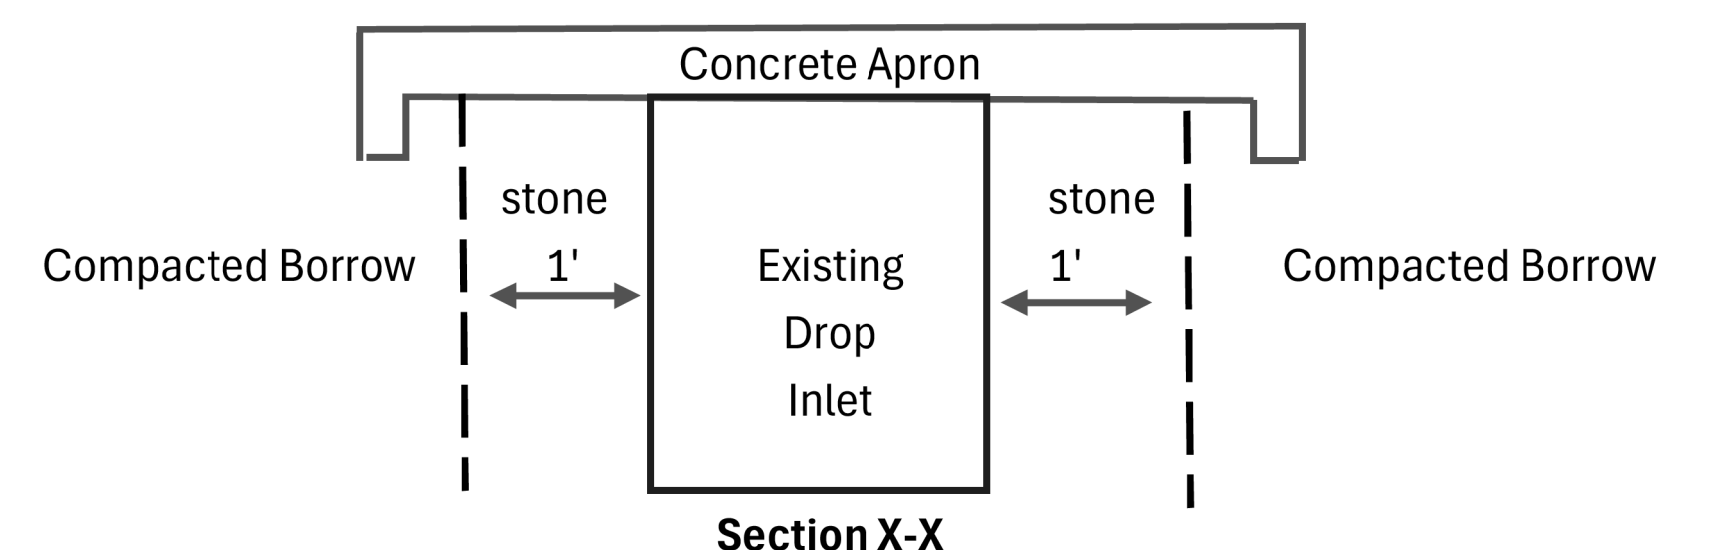 Concrete Apron
stone
stone
Compacted Borrow
1'
Existing
1'
Compacted Borrow
Drop
Inlet
Section X-X